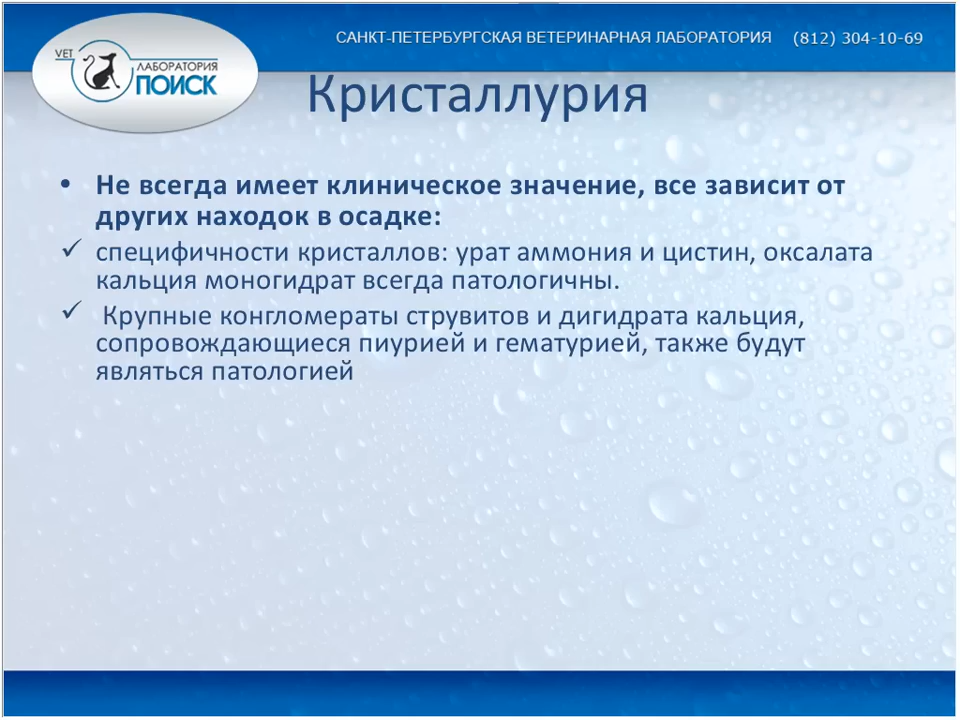 САНКТ-ПЕТЕРБУРГСКАЯ ВЕТЕРИНАРНАЯ ЛАБОРАТОРИЯ (812) 304-10-69
VET
ЛАБОРАТОРИЯ
ПОИСК
Кристаллурия
• Не всегда имеет клиническое значение, все зависит от
других находок в осадке:
✓ специфичности кристаллов: урат аммония и цистин, оксалата
кальция моногидрат всегда патологичны.
✓ Крупные конгломераты струвитов и дигидрата кальция,
сопровождающиеся пиурией и гематурией, также будут
являться патологией